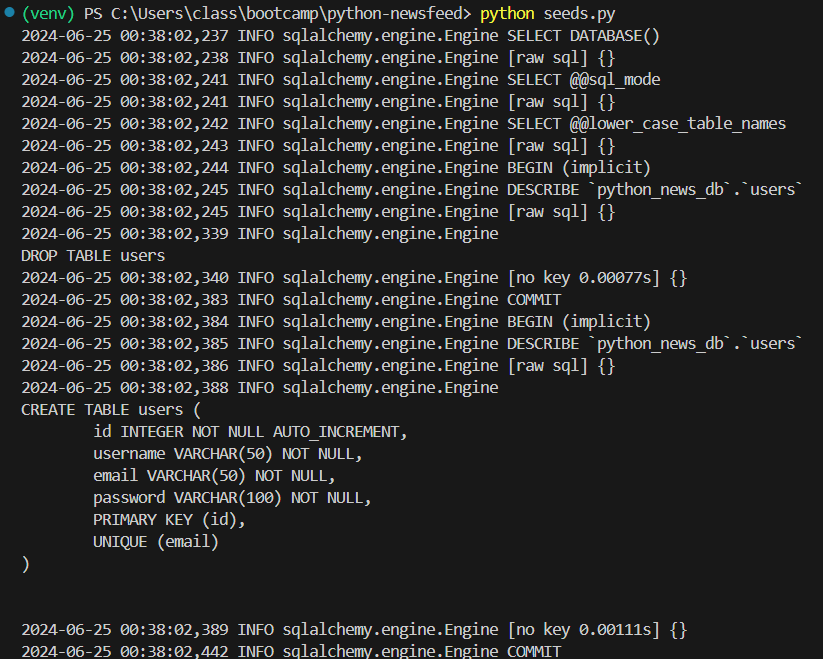 (venv) PS C:\Users\class\bootcamp\python-newsfeed> python seeds.py
2024-06-25 00:38:02,237 INFO sqlalchemy.engine.Engine SELECT DATABASE()
2024-06-25 00:38:02,238 INFO sqlalchemy.engine.Engine [raw sql] {}
2024-06-25 00:38:02,241 INFO sqlalchemy.engine.Engine SELECT @@sql_mode
2024-06-25 00:38:02,241 INFO sqlalchemy.engine.Engine [raw sql] {}
2024-06-25 00:38:02,242 INFO sqlalchemy.engine.Engine SELECT @@lower_case_table_names
2024-06-25 00:38:02,243 INFO sqlalchemy.engine.Engine [raw sql] {}
2024-06-25 00:38:02,244 INFO sqlalchemy.engine.Engine BEGIN (implicit)
2024-06-25 00:38:02,245 INFO sqlalchemy.engine.Engine DESCRIBE `python_news_db`.`users`
2024-06-25 00:38:02,245 INFO sqlalchemy.engine.Engine [raw sql] {}
2024-06-25 00:38:02,339 INFO sqlalchemy.engine.Engine
DROP TABLE users
2024-06-25 00:38:02,340 INFO sqlalchemy.engine.Engine [no key 0.00077s] {}
2024-06-25 00:38:02,383 INFO sqlalchemy.engine.Engine COMMIT
2024-06-25 00:38:02,384 INFO sqlalchemy.engine.Engine BEGIN (implicit)
2024-06-25 00:38:02,385 INFO sqlalchemy.engine.Engine DESCRIBE `python_news_db`.`users`
2024-06-25 00:38:02,386 INFO sqlalchemy.engine.Engine [raw sql] {}
2024-06-25 00:38:02,388 INFO sqlalchemy.engine.Engine
CREATE TABLE users (
        id INTEGER NOT NULL AUTO_INCREMENT,
        username VARCHAR(50) NOT NULL,
        email VARCHAR(50) NOT NULL,
        password VARCHAR(100) NOT NULL,
        PRIMARY KEY (id),
        UNIQUE (email)
)
2024-06-25 00:38:02,389 INFO sqlalchemy.engine.Engine [no key 0.00111s] {}
2024-06-25 00:38:02,442 INFO sqlalchemy.engine.Engine COMMIT